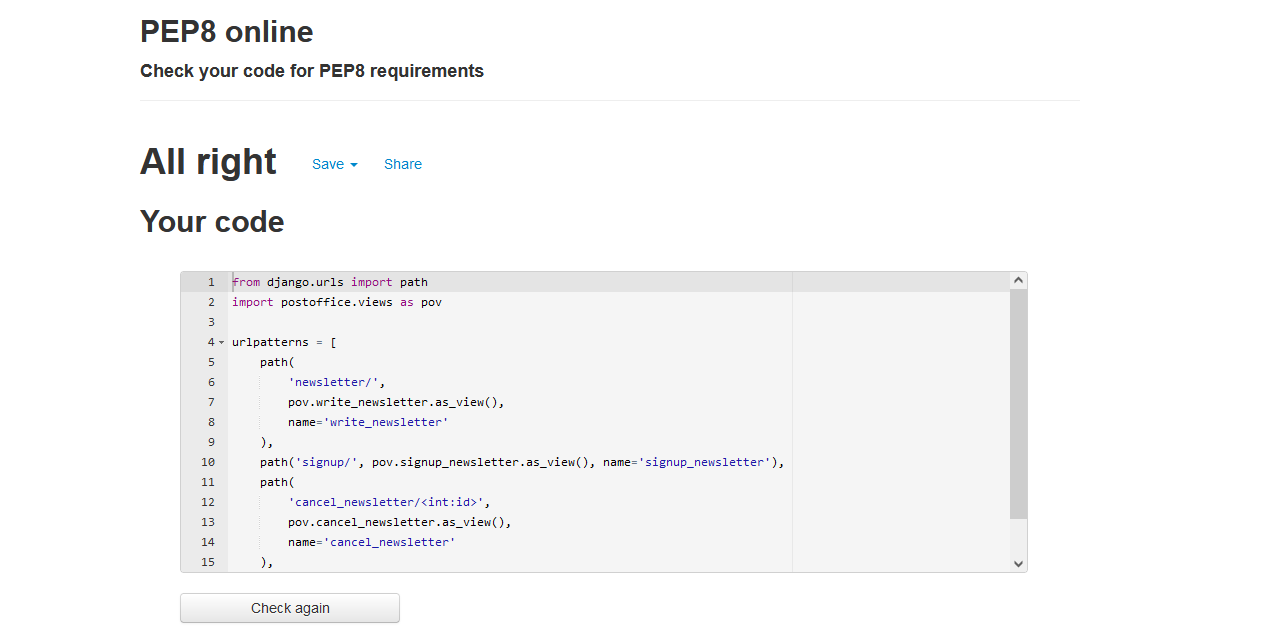 PEP8 online
Check your code for PEP8 requirements
All right Save Share
Your code
1 from django.urls import path
2 import postoffice.views as pov
3
4 urlpatterns = [
5     path(
6         'newsletter/',
7         pov.write_newsletter.as_view(),
8         name='write_newsletter'
9     ),
10     path('signup/', pov.signup_newsletter.as_view(), name='signup_newsletter'),
11     path(
12         'cancel_newsletter/<int:id>',
13         pov.cancel_newsletter.as_view(),
14         name='cancel_newsletter'
15     ),
Check again